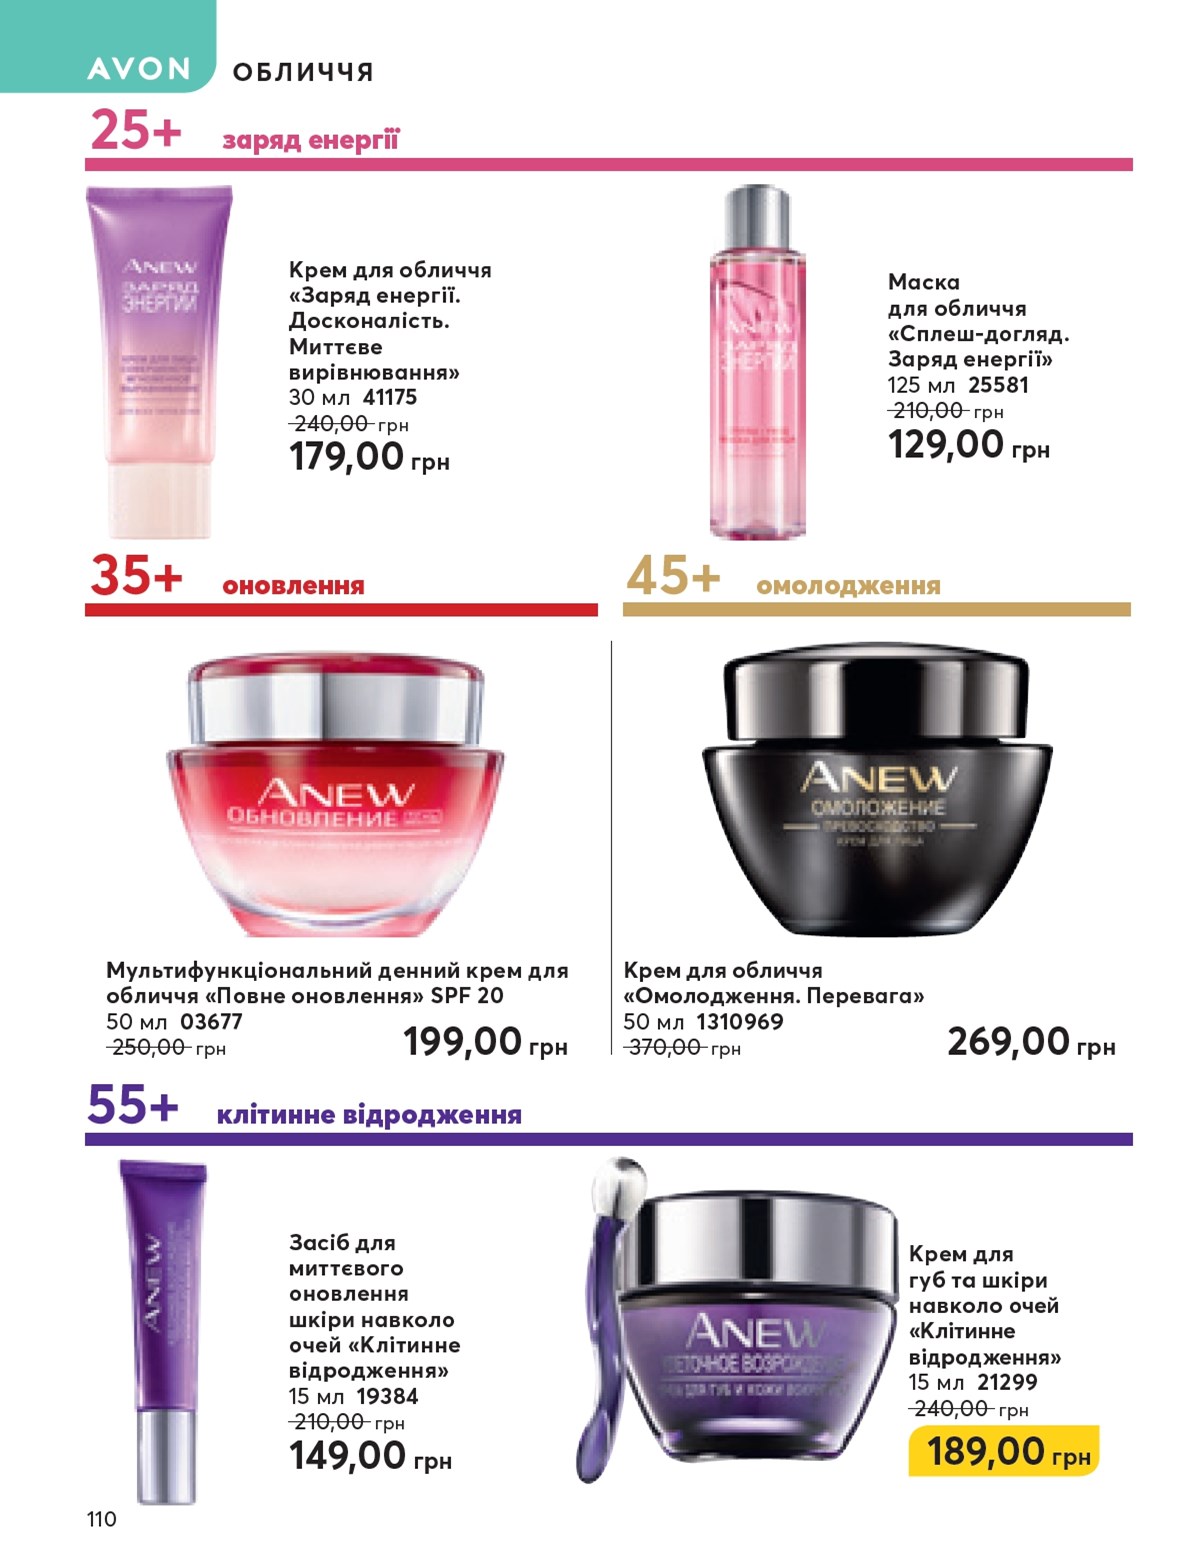 AVON ОБЛИЧЧЯ
25+ заряд енергії
ANEW
ЗАРЯД
ЭНЕРГИИ
Крем для обличчя
«Заряд енергії.
Досконалість.
Миттєве
вирівнювання»
30 мл 41175
240,00 грн
179,00 грн
ANEW
ЗАРЯД
ЭНЕРГИИ
Маска
для обличчя
«Сплеш-догляд.
Заряд енергії»
125 мл 25581
210,00 грн
129,00 грн
35+ оновлення
ANEW
ОБНОВЛЕНИЕ
Мультифункціональний денний крем для
обличчя «Повне оновлення» SPF 20
50 мл 03677
250,00 грн
199,00 грн
45+ омолодження
ANEW
ОМОЛОЖЕНИЕ
ПРЕВОСХОДСТВО
КРЕМ ДЛЯ ЛИЦА
Крем для обличчя
«Омолодження. Перевага»
50 мл 1310969
370,00 грн
269,00 грн
55+ клітинне відродження
ANEW
Засіб для
миттєвого
оновлення
шкіри навколо
очей «Клітинне
відродження»
15 мл 19384
210,00 грн
149,00 грн
ANEW
Крем для
губ та шкіри
навколо очей
«Клітинне
відродження»
15 мл 21299
240,00 грн
189,00 грн
110